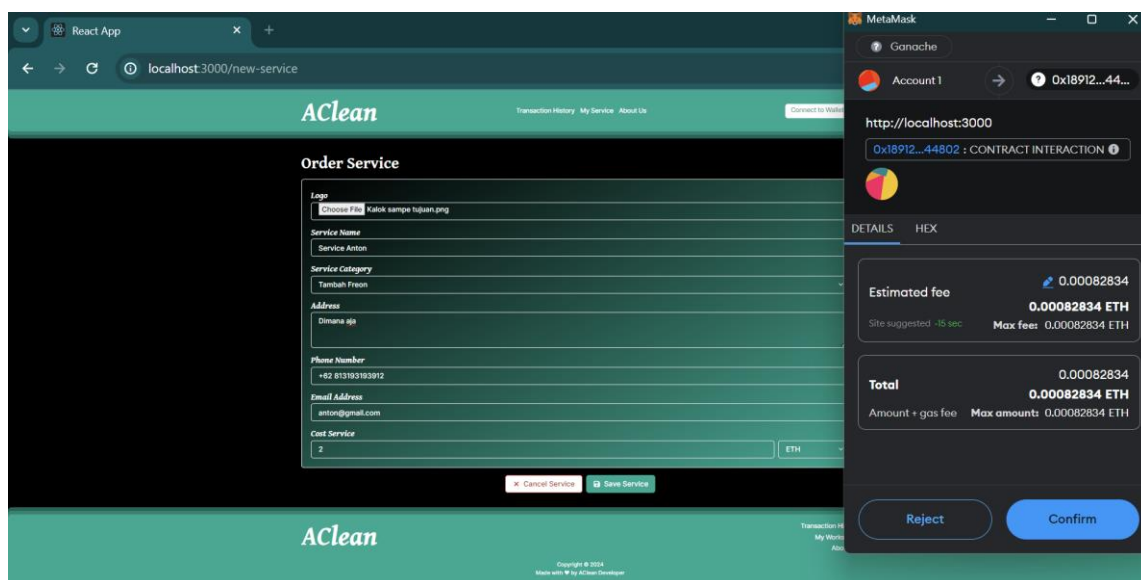 React App
localhost:3000/new-service
AClean
Transaction History My Service About Us
Connect to Wallet
Order Service
Logo
Choose File Kalok sampe tujuan.png
Service Name
Service Anton
Service Category
Tambah Freon
Address
Dimana aja
Phone Number
+62 813193193912
Email Address
anton@gmail.com
Cost Service
2 ETH
Cancel Service Save Service
AClean
Transaction Hi
My Works
Abo
Copyright © 2024
Made with ♥ by AClean Developer
MetaMask
Ganache
Account 1 0x18912...44...
http://localhost:3000
0x18912...44802 : CONTRACT INTERACTION
DETAILS HEX
0.00082834
Estimated fee
0.00082834 ETH
Site suggested ~15 sec Max fee: 0.00082834 ETH
0.00082834
Total
0.00082834 ETH
Amount + gas fee Max amount: 0.00082834 ETH
Reject Confirm